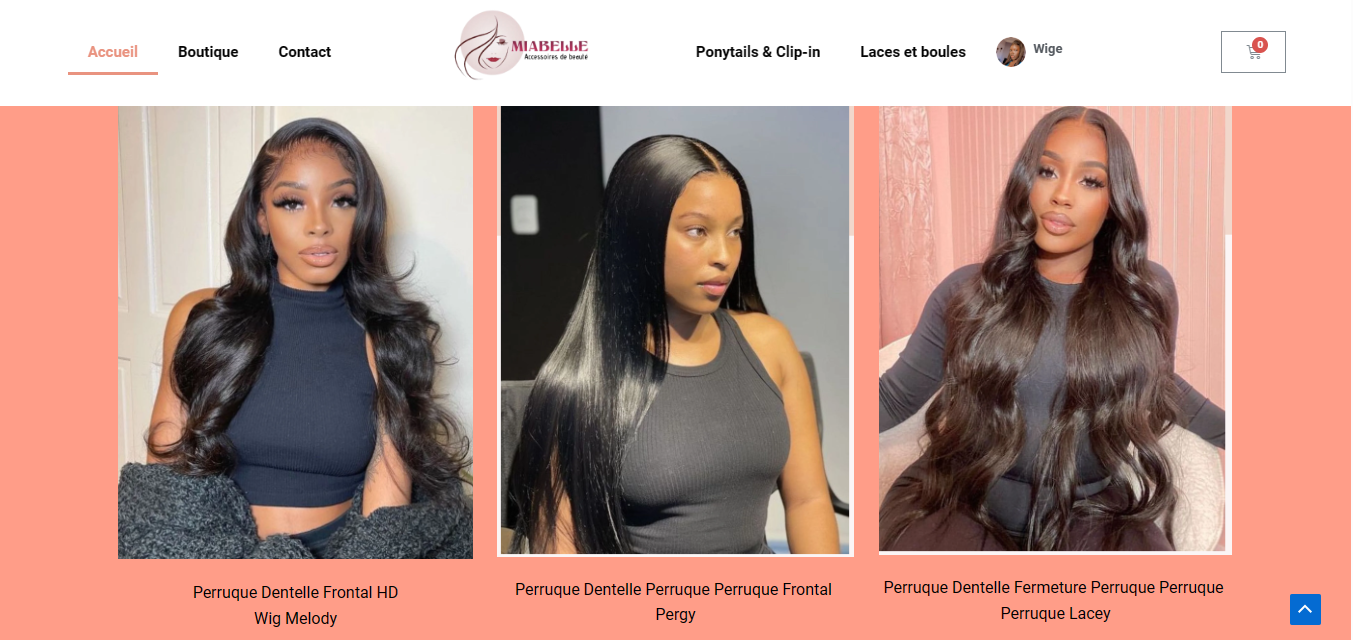 Accueil
Boutique
Contact
MIABELLE
Accessoires de beauté
Ponytails & Clip-in
Laces et boules
Wige
0
Perruque Dentelle Frontal HD
Wig Melody
Perruque Dentelle Perruque Perruque Frontal
Pergy
Perruque Dentelle Fermeture Perruque Perruque
Perruque Lacey